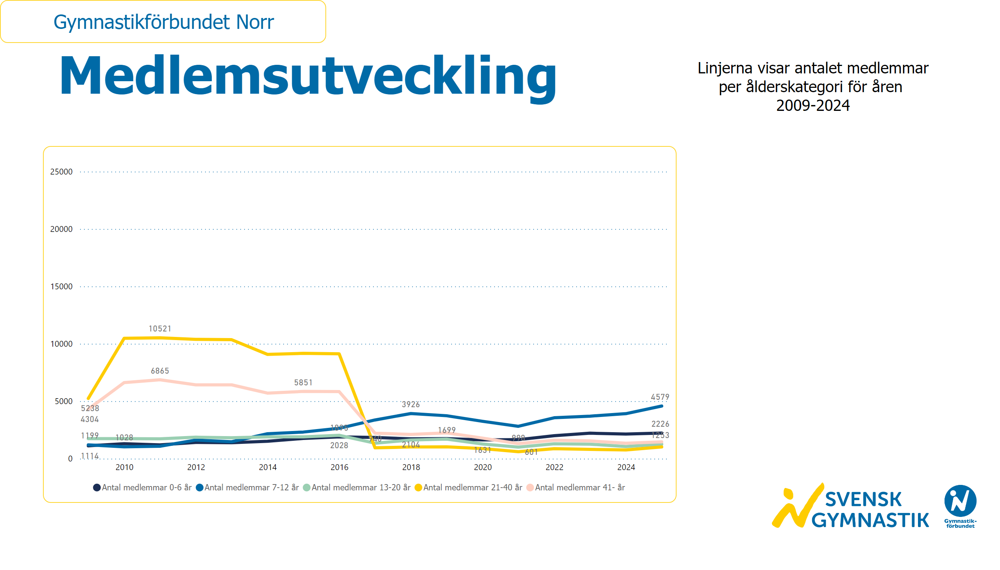 Gymnastikförbundet Norr
Medlemsutveckling
Linjerna visar antalet medlemmar
per ålderskategori för åren
2009-2024
25000
20000
15000
10000
5000
0
10521
6865
5851
5238
4304
1199
1028
1114
1895
2028
940
3926
2104
1699
1631
998
601
4579
2226
1253
2010 2012 2014 2016 2018 2020 2022 2024
Antal medlemmar 0-6 år Antal medlemmar 7-12 år Antal medlemmar 13-20 år Antal medlemmar 21-40 år Antal medlemmar 41- år
SVENSK
GYMNASTIK
Gymnastik-
förbundet